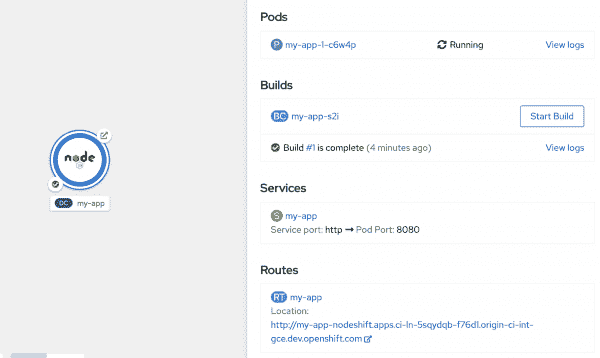 node
DC my-app
Pods
P my-app-1-c6w4p Running View logs
Builds
BC my-app-s2i Start Build
Build #1 is complete (4 minutes ago) View logs
Services
S my-app
Service port: http → Pod Port: 8080
Routes
RT my-app
Location:
http://my-app-nodeshift.apps.ci-ln-5sqydqb-f76d1.origin-ci-int-
gce.dev.openshift.com